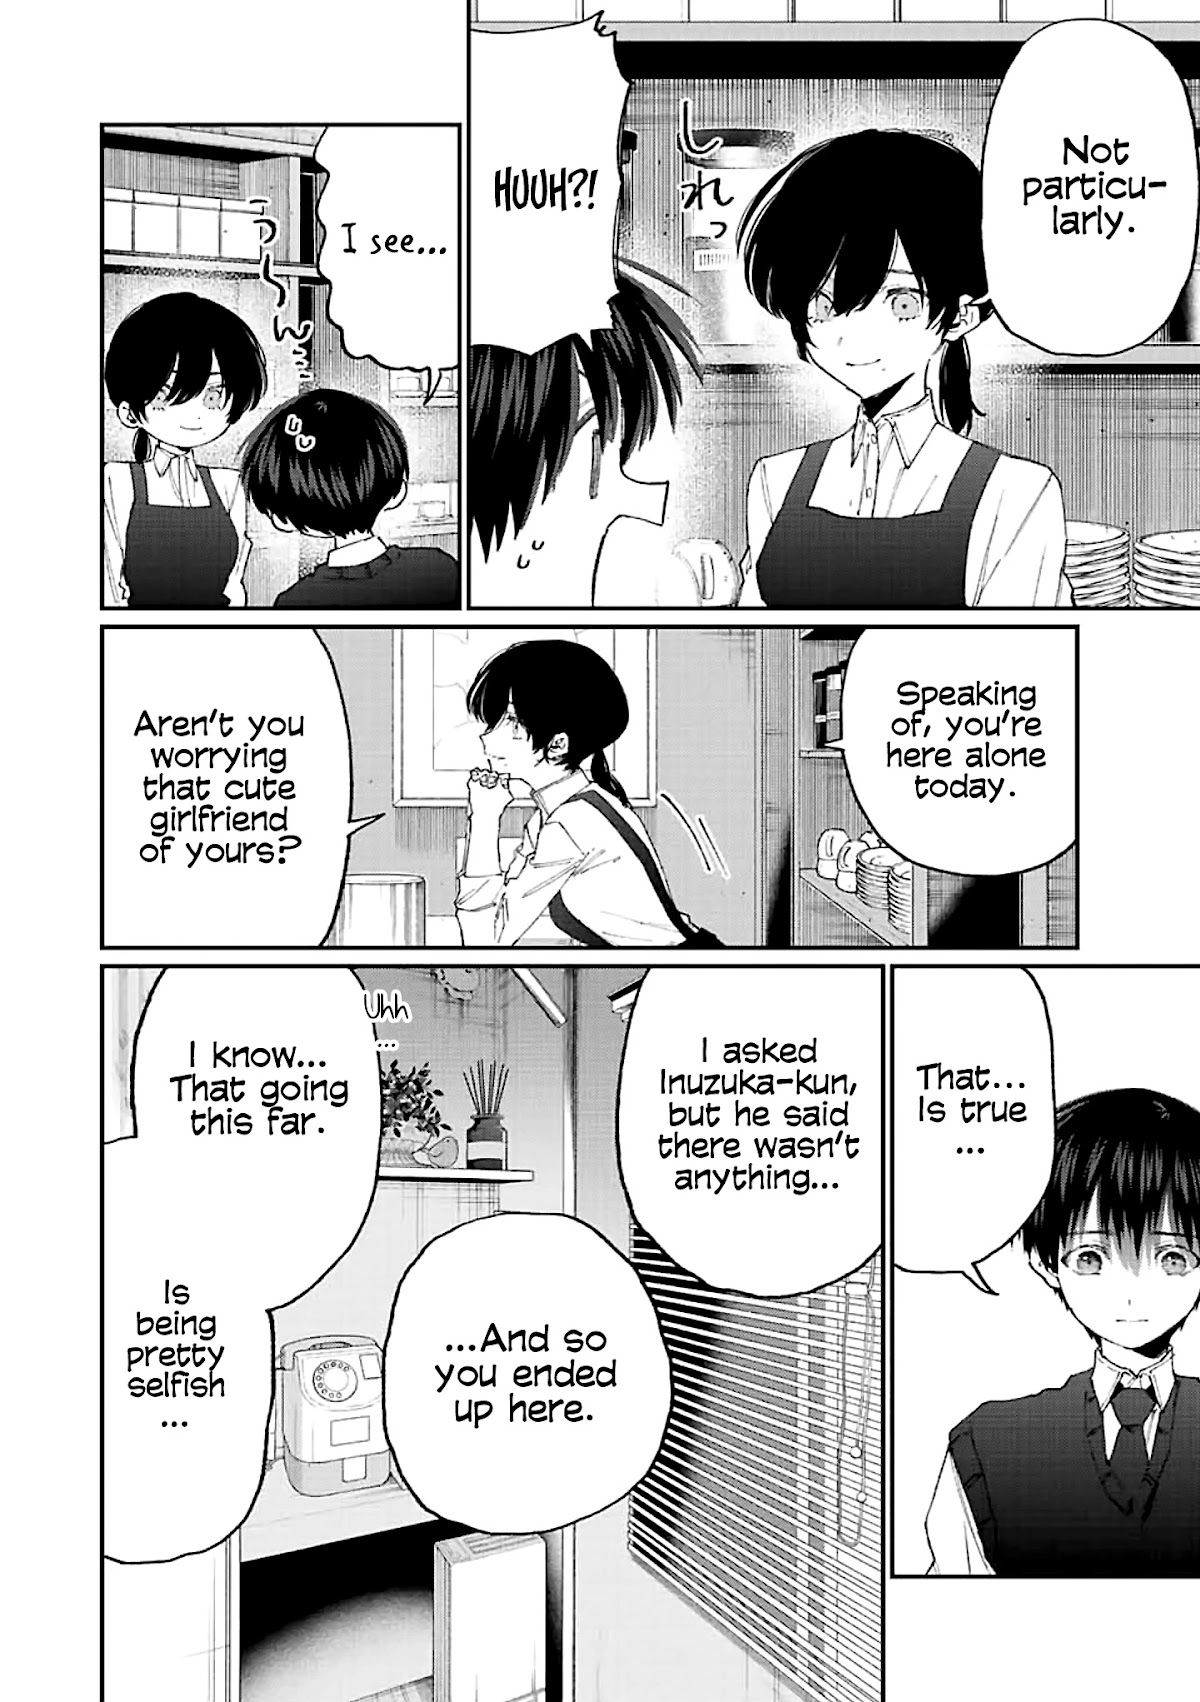 Not
particu-
larly.
しれっ
HUUH?!
I see...
うーん
Speaking
of, you're
here alone
today.
Aren't you
worrying
that cute
girlfriend
of yours?
That...
Is true
...
I asked
Inuzuka-kun,
but he said
there wasn't
anything...
...And so
you ended
up here.
Uhh
...
I know...
That going
this far.
Is
being
pretty
selfish
...